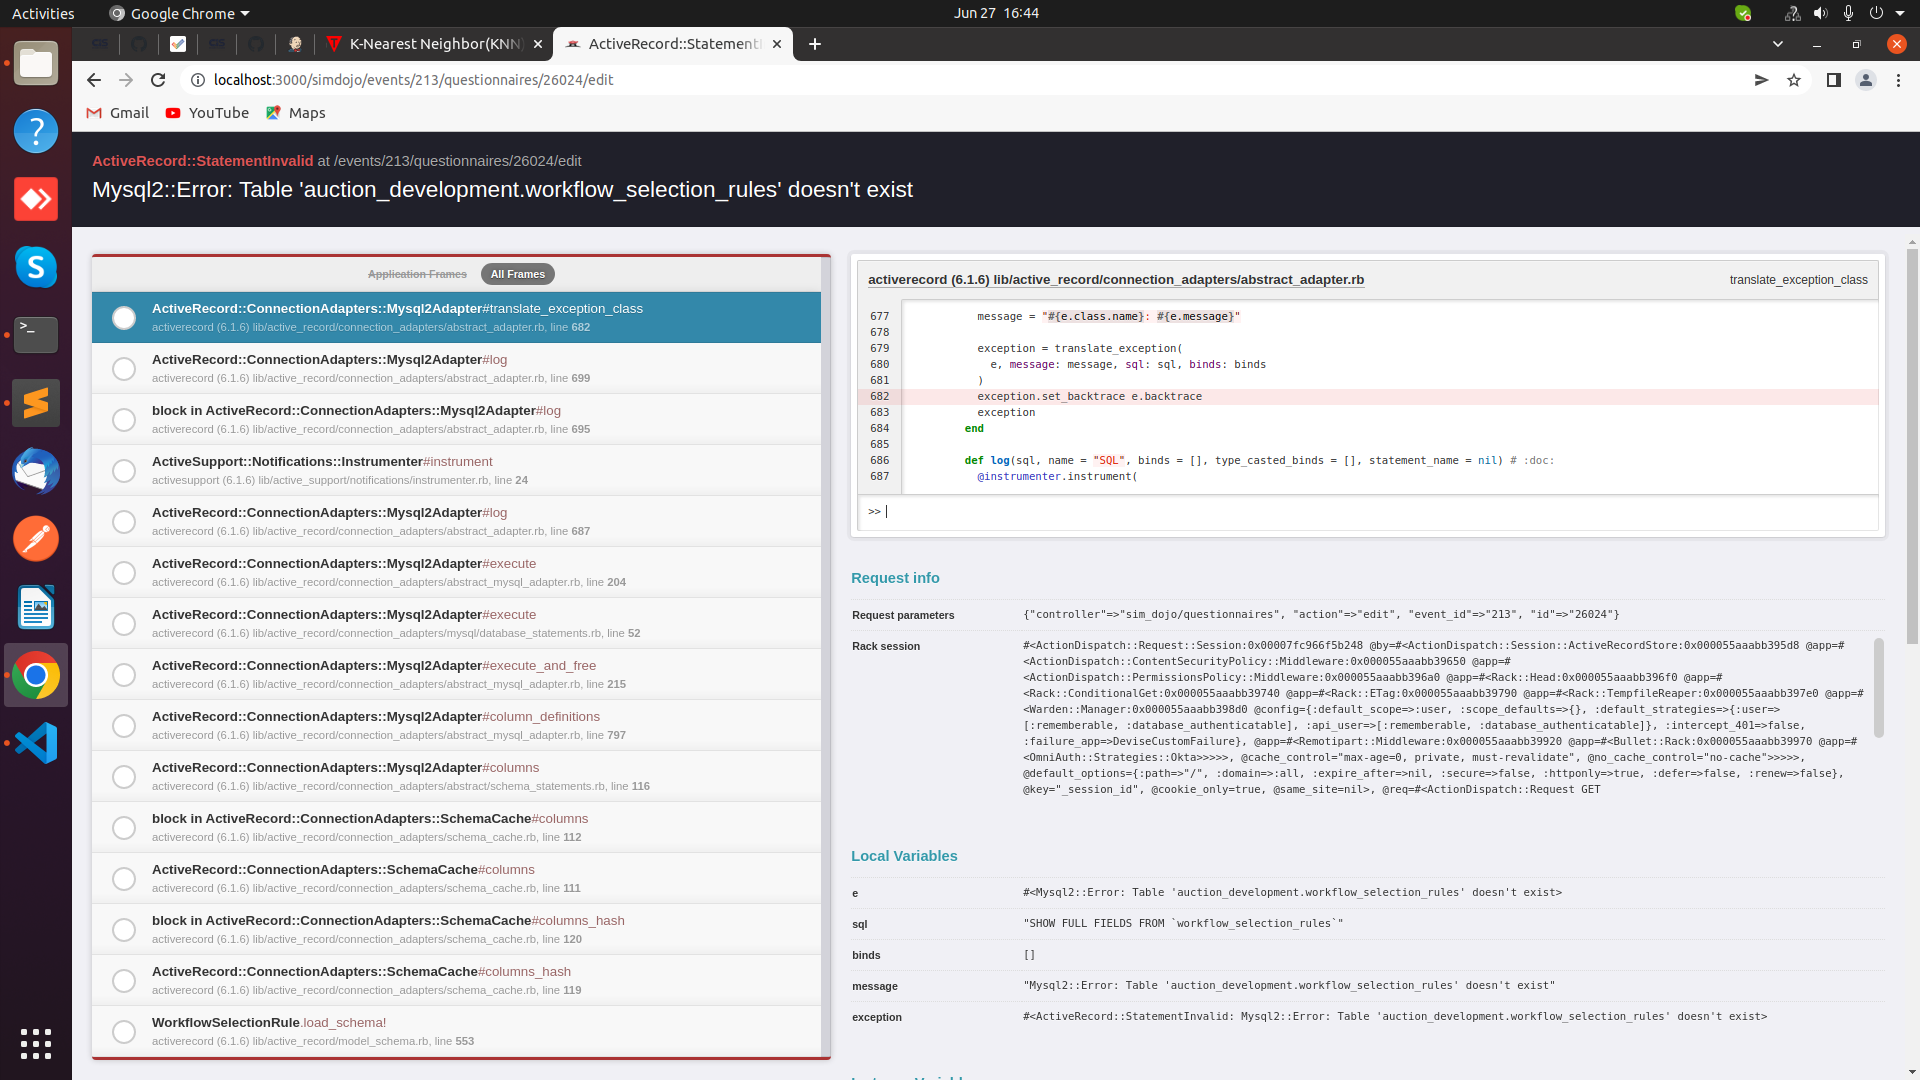 Activities
Google Chrome
Jun 27 16:44
K-Nearest Neighbor(KNN)
ActiveRecord::Statement
localhost:3000/simdojo/events/213/questionnaires/26024/edit
Gmail
YouTube
Maps
ActiveRecord::StatementInvalid at /events/213/questionnaires/26024/edit
Mysql2::Error: Table 'auction_development.workflow_selection_rules' doesn't exist
Application Frames All Frames
ActiveRecord::ConnectionAdapters::Mysql2Adapter#translate_exception_class
activerecord (6.1.6) lib/active_record/connection_adapters/abstract_adapter.rb, line 682
ActiveRecord::ConnectionAdapters::Mysql2Adapter#log
activerecord (6.1.6) lib/active_record/connection_adapters/abstract_adapter.rb, line 699
block in ActiveRecord::ConnectionAdapters::Mysql2Adapter#log
activerecord (6.1.6) lib/active_record/connection_adapters/abstract_adapter.rb, line 695
ActiveSupport::Notifications::Instrumenter#instrument
activesupport (6.1.6) lib/active_support/notifications/instrumenter.rb, line 24
ActiveRecord::ConnectionAdapters::Mysql2Adapter#log
activerecord (6.1.6) lib/active_record/connection_adapters/abstract_adapter.rb, line 687
ActiveRecord::ConnectionAdapters::Mysql2Adapter#execute
activerecord (6.1.6) lib/active_record/connection_adapters/abstract_mysql_adapter.rb, line 204
ActiveRecord::ConnectionAdapters::Mysql2Adapter#execute
activerecord (6.1.6) lib/active_record/connection_adapters/mysql/database_statements.rb, line 52
ActiveRecord::ConnectionAdapters::Mysql2Adapter#execute_and_free
activerecord (6.1.6) lib/active_record/connection_adapters/abstract_mysql_adapter.rb, line 215
ActiveRecord::ConnectionAdapters::Mysql2Adapter#column_definitions
activerecord (6.1.6) lib/active_record/connection_adapters/abstract_mysql_adapter.rb, line 797
ActiveRecord::ConnectionAdapters::Mysql2Adapter#columns
activerecord (6.1.6) lib/active_record/connection_adapters/abstract/schema_statements.rb, line 116
block in ActiveRecord::ConnectionAdapters::SchemaCache#columns
activerecord (6.1.6) lib/active_record/connection_adapters/schema_cache.rb, line 112
ActiveRecord::ConnectionAdapters::SchemaCache#columns
activerecord (6.1.6) lib/active_record/connection_adapters/schema_cache.rb, line 111
block in ActiveRecord::ConnectionAdapters::SchemaCache#columns_hash
activerecord (6.1.6) lib/active_record/connection_adapters/schema_cache.rb, line 120
ActiveRecord::ConnectionAdapters::SchemaCache#columns_hash
activerecord (6.1.6) lib/active_record/connection_adapters/schema_cache.rb, line 119
WorkflowSelectionRule.load_schema!
activerecord (6.1.6) lib/active_record/model_schema.rb, line 553
activerecord (6.1.6) lib/active_record/connection_adapters/abstract_adapter.rb translate_exception_class
677 message = "#{e.class.name}: #{e.message}"
678
679 exception = translate_exception(
680 e, message: message, sql: sql, binds: binds
681 )
682 exception.set_backtrace e.backtrace
683 exception
684 end
685
686 def log(sql, name = "SQL", binds = [], type_casted_binds = [], statement_name = nil) # :doc:
687 @instrumenter.instrument(
>>
Request info
Request parameters {"controller"=>"sim_dojo/questionnaires", "action"=>"edit", "event_id"=>"213", "id"=>"26024"}
Rack session #<ActionDispatch::Request::Session:0x00007fc966f5b248 @by=#<ActionDispatch::Session::ActiveRecordStore:0x000055aaabb395d8 @app=#
<ActionDispatch::ContentSecurityPolicy::Middleware:0x000055aaabb39650 @app=#
<ActionDispatch::PermissionsPolicy::Middleware:0x000055aaabb396a0 @app=#<Rack::Head:0x000055aaabb396f0 @app=#
<Rack::ConditionalGet:0x000055aaabb39740 @app=#<Rack::ETag:0x000055aaabb39790 @app=#<Rack::TempfileReaper:0x000055aaabb397e0 @app=#
<Warden::Manager:0x000055aaabb398d0 @config={:default_scope=>:user, :scope_defaults=>{}, :default_strategies=>{:user=>
[:rememberable, :database_authenticatable], :api_user=>[:rememberable, :database_authenticatable]}, :intercept_401=>false,
:failure_app=>DeviseCustomFailure}, @app=#<Remotipart::Middleware:0x000055aaabb39920 @app=#<Bullet::Rack:0x000055aaabb39970 @app=#
<OmniAuth::Strategies::Okta>>>>>, @cache_control="max-age=0, private, must-revalidate", @no_cache_control="no-cache">>>>>,
@default_options={:path=>"/", :domain=>:all, :expire_after=>nil, :secure=>false, :httponly=>true, :defer=>false, :renew=>false},
@key="_session_id", @cookie_only=true, @same_site=nil>, @req=#<ActionDispatch::Request GET
Local Variables
e #<Mysql2::Error: Table 'auction_development.workflow_selection_rules' doesn't exist>
sql "SHOW FULL FIELDS FROM `workflow_selection_rules`"
binds []
message "Mysql2::Error: Table 'auction_development.workflow_selection_rules' doesn't exist"
exception #<ActiveRecord::StatementInvalid: Mysql2::Error: Table 'auction_development.workflow_selection_rules' doesn't exist>